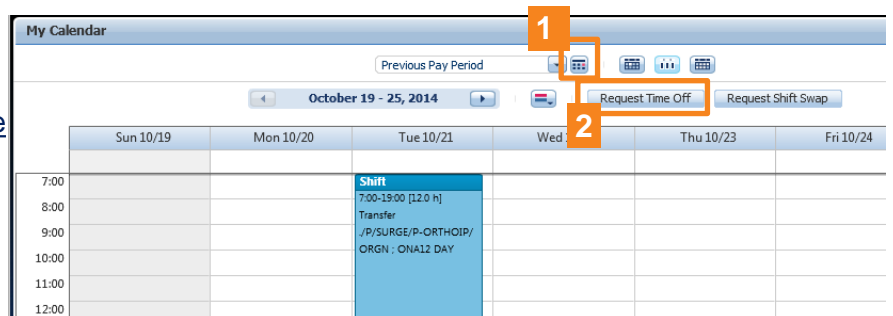 My Calendar
1
Previous Pay Period
October 19 - 25, 2014
Request Time Off
Request Shift Swap
2
e
Sun 10/19
Mon 10/20
Tue 10/21
Wed
Thu 10/23
Fri 10/24
7:00
8:00
9:00
10:00
11:00
12:00
Shift
7:00-19:00 [12.0 h]
Transfer
./P/SURGE/P-ORTHOIP/
ORGN ; ONA12 DAY